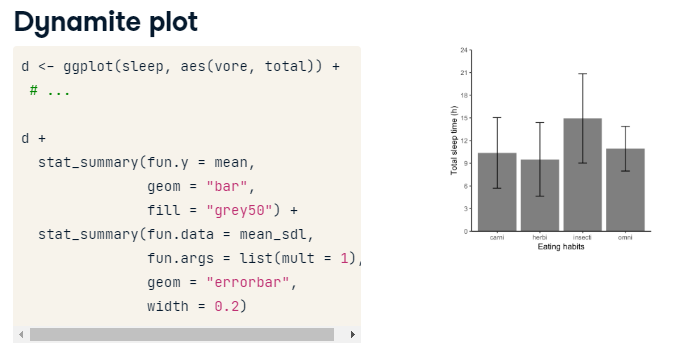 Dynamite plot
d <- ggplot(sleep, aes(vore, total)) +
# ...
d +
stat_summary(fun.y = mean,
geom = "bar",
fill = "grey50") +
stat_summary(fun.data = mean_sdl,
fun.args = list(mult = 1),
geom = "errorbar",
width = 0.2)
Total sleep time (h)
24
21
18
15
12
9
6
3
0
carni herbi insecti omni
Eating habits